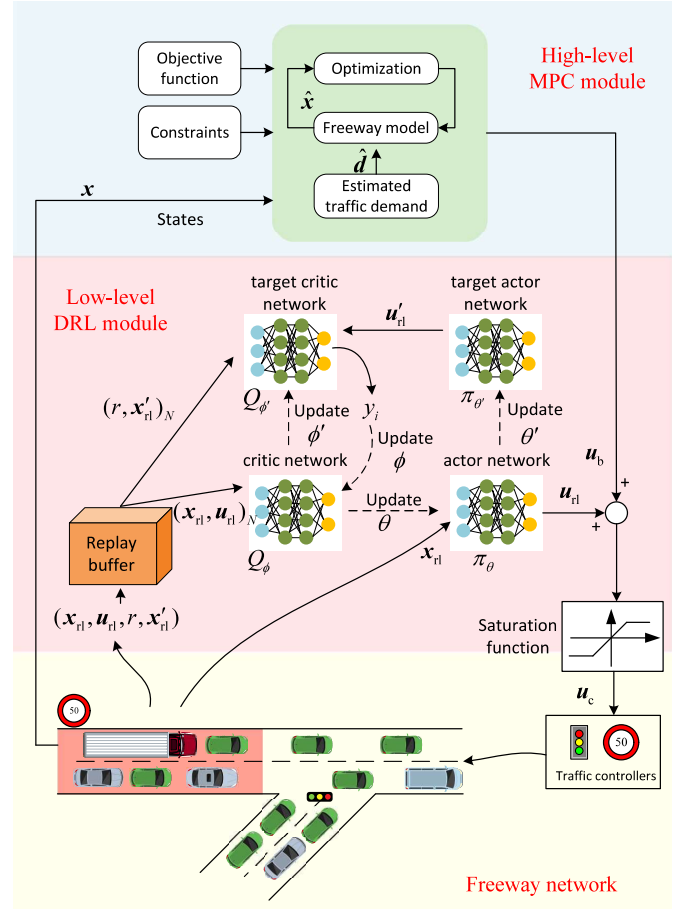 Objective
function
Optimization
High-level
MPC module
x̂
Constraints
Freeway model
d̂
x
Estimated
traffic demand
States
Low-level
DRL module
target critic
network
target actor
network
u′rl
(r, x′rl)N
Qϕ′
Update
ϕ′
yi
Update
ϕ
πθ′
Update
θ′
ub
critic network
actor network
Update
θ
url
+
+
(xrl, url)N
xrl
Replay
buffer
Qϕ
πθ
(xrl, url, r, x′rl)
Saturation
function
uc
50
50
Traffic controllers
Freeway network